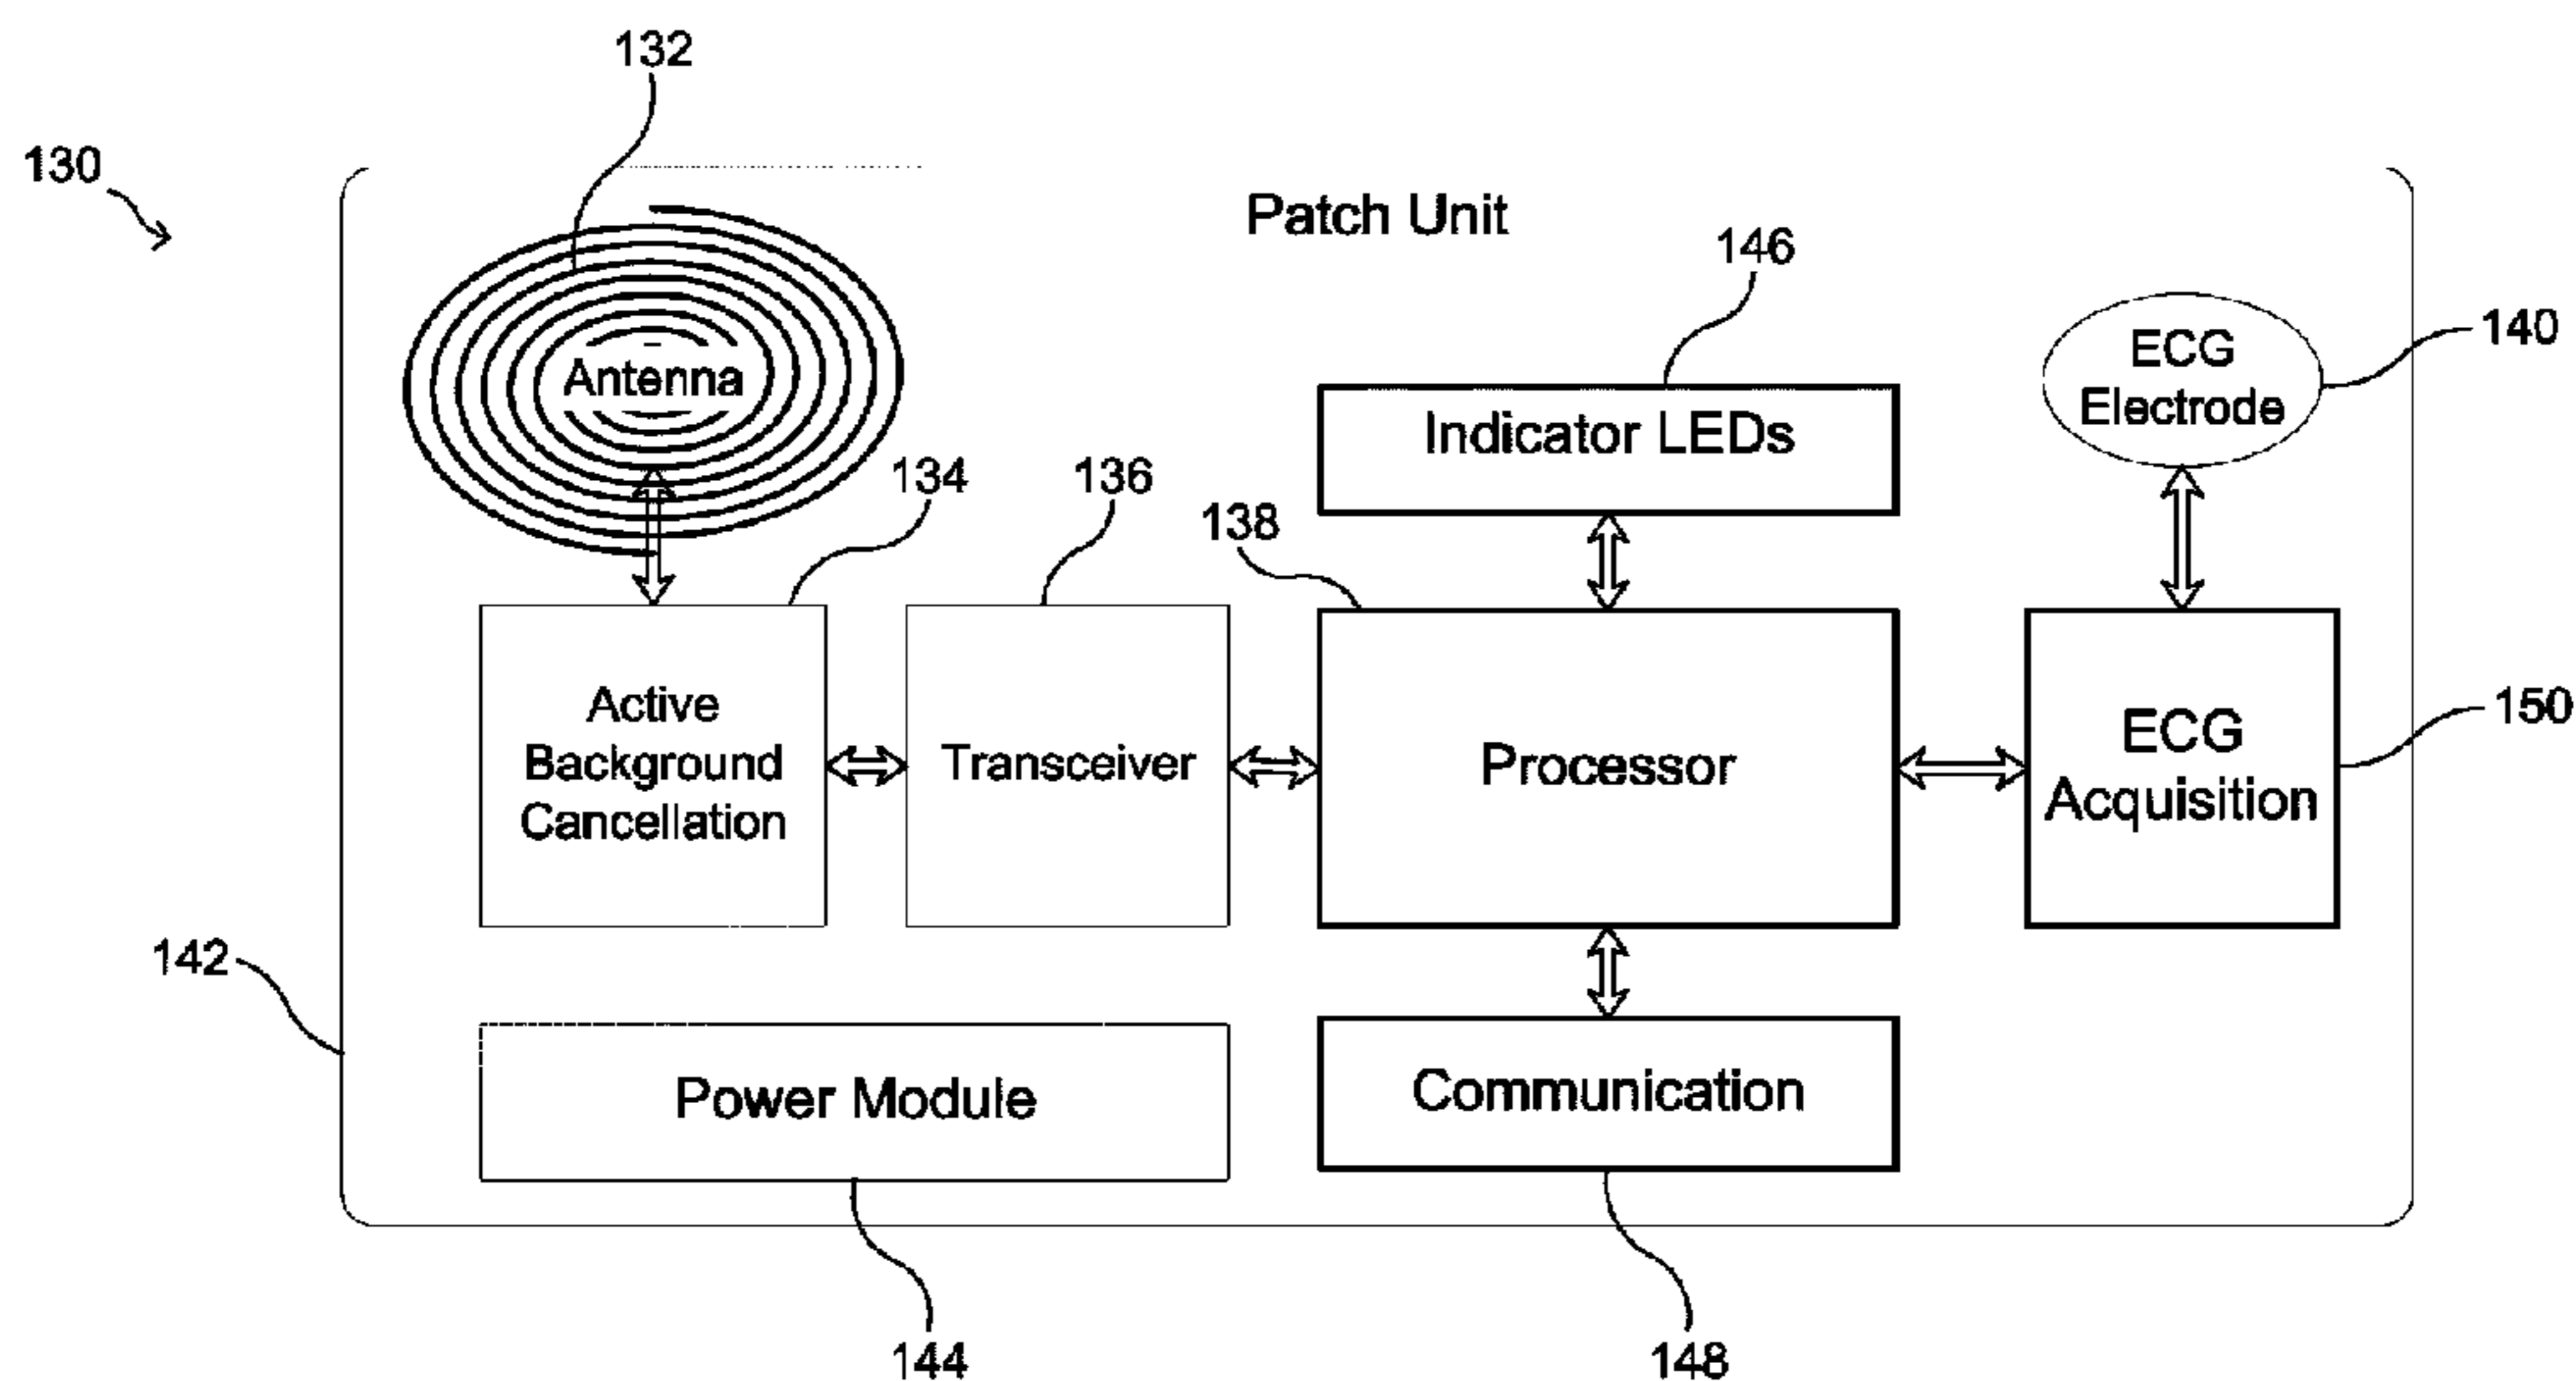 132
130
Patch Unit
146
Antenna
ECG
Electrode
140
Indicator LEDs
134
136
138
Active
Background
Cancellation
Transceiver
Processor
ECG
Acquisition
150
142
Power Module
Communication
144
148